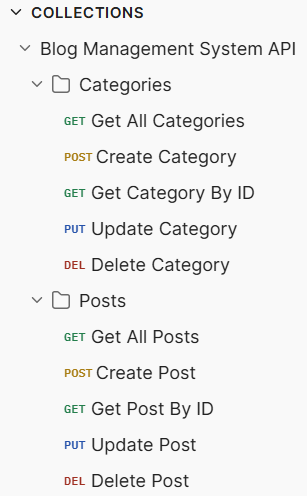 COLLECTIONS
Blog Management System API
Categories
GET Get All Categories
POST Create Category
GET Get Category By ID
PUT Update Category
DEL Delete Category
Posts
GET Get All Posts
POST Create Post
GET Get Post By ID
PUT Update Post
DEL Delete Post